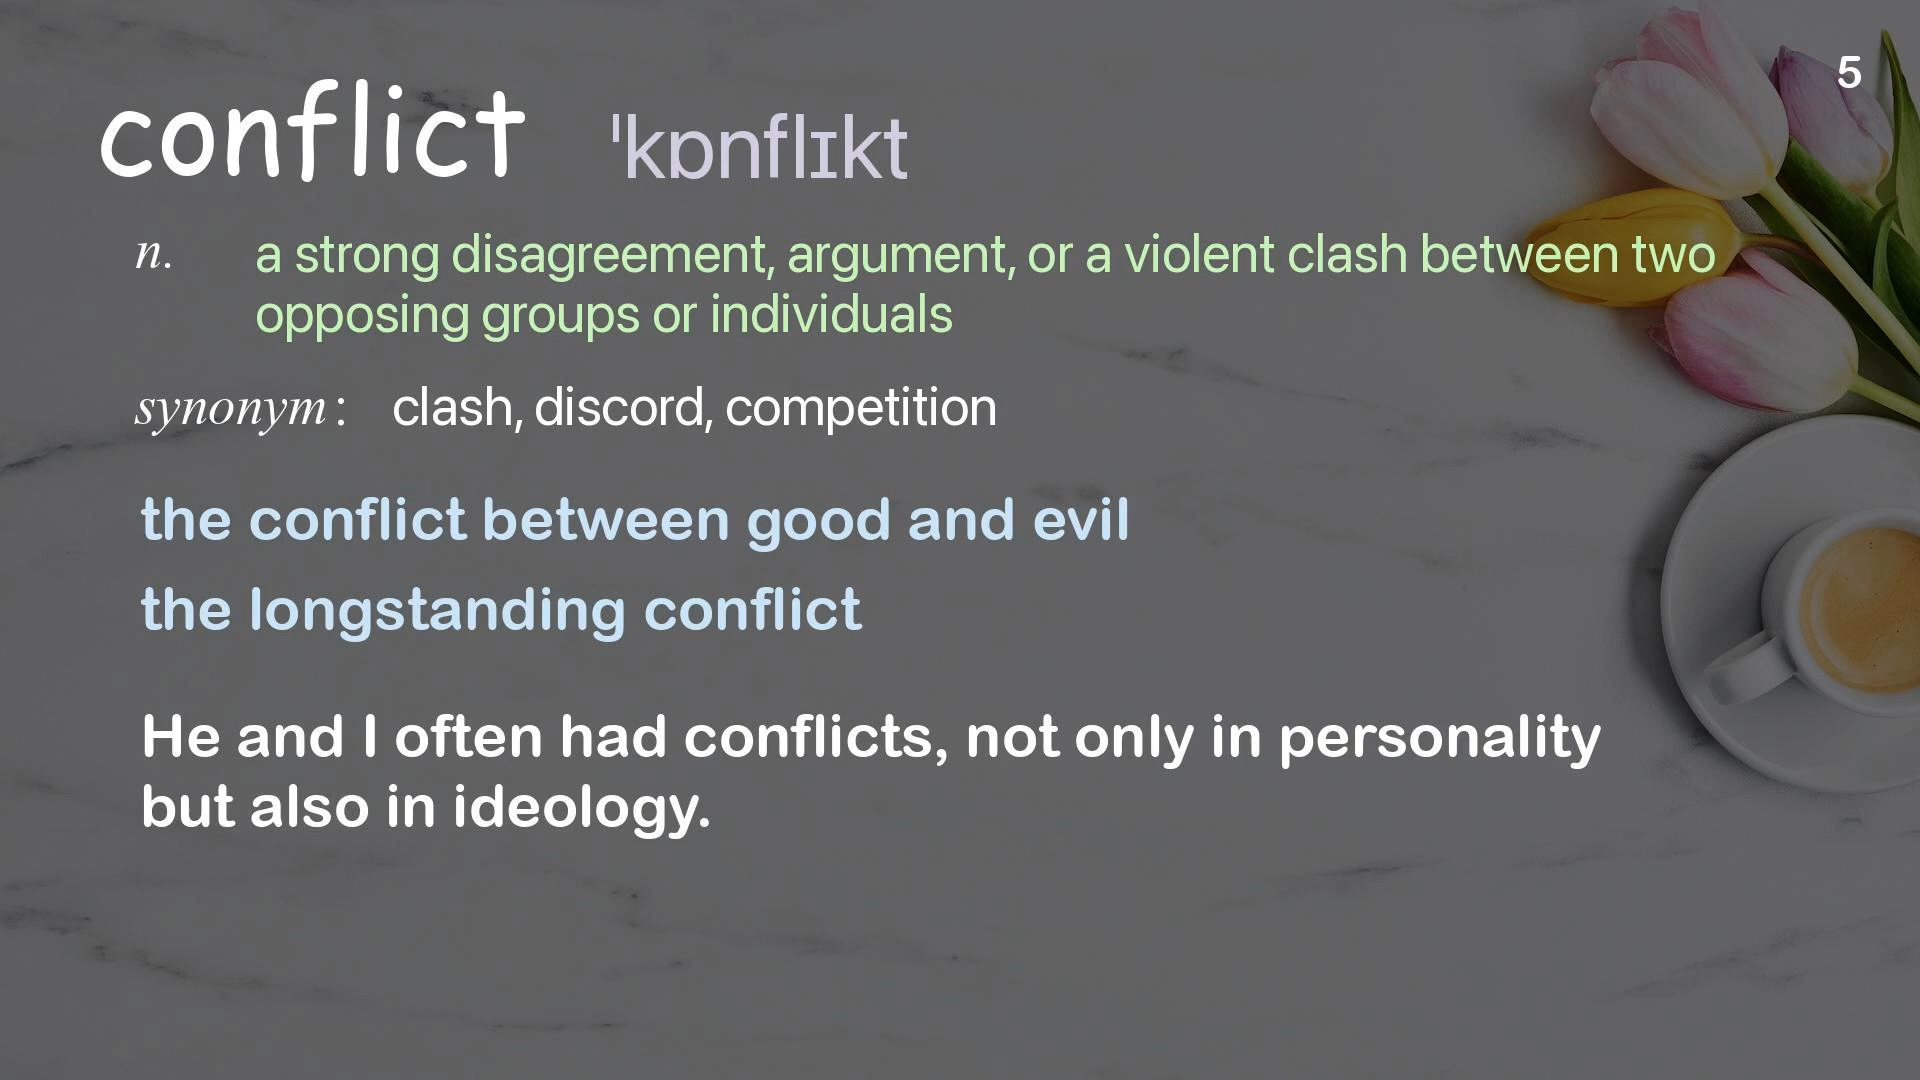 5
conflict ˈkɒnflɪkt
n. a strong disagreement, argument, or a violent clash between two
opposing groups or individuals
synonym: clash, discord, competition
the conflict between good and evil
the longstanding conflict
He and I often had conflicts, not only in personality
but also in ideology.